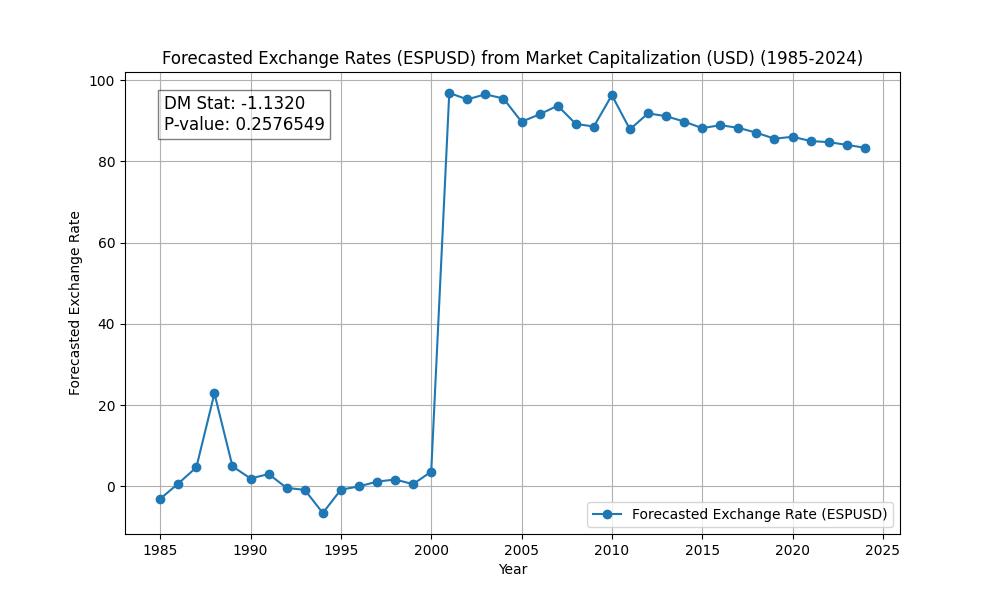 Forecasted Exchange Rates (ESPUSD) from Market Capitalization (USD) (1985-2024)
DM Stat: -1.1320
P-value: 0.2576549
Forecasted Exchange Rate
100
80
60
40
20
0
Forecasted Exchange Rate (ESPUSD)
1985 1990 1995 2000 2005 2010 2015 2020 2025
Year